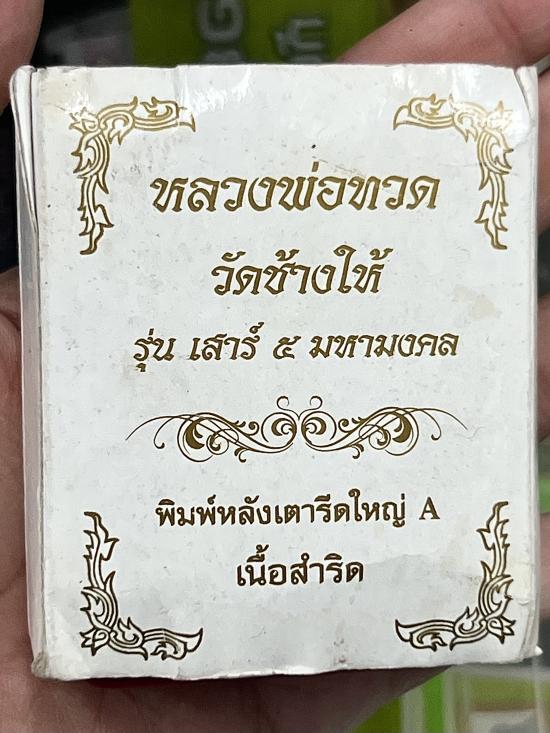 หลวงพ่อทวด
วัดช้างให้
รุ่น เสาร์ ๕ มหามงคล
พิมพ์หลังเตารีดใหญ่ A
เนื้อสำริด